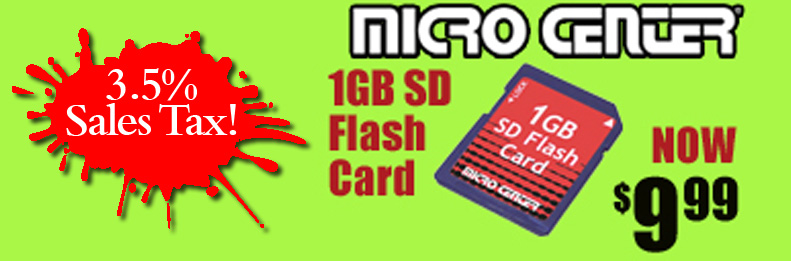 MICRO CENTER
3.5%
Sales Tax!
1GB SD
Flash
Card
LOCK
1GB
SD Flash
Card
MICRO CENTER
NOW
$9.99